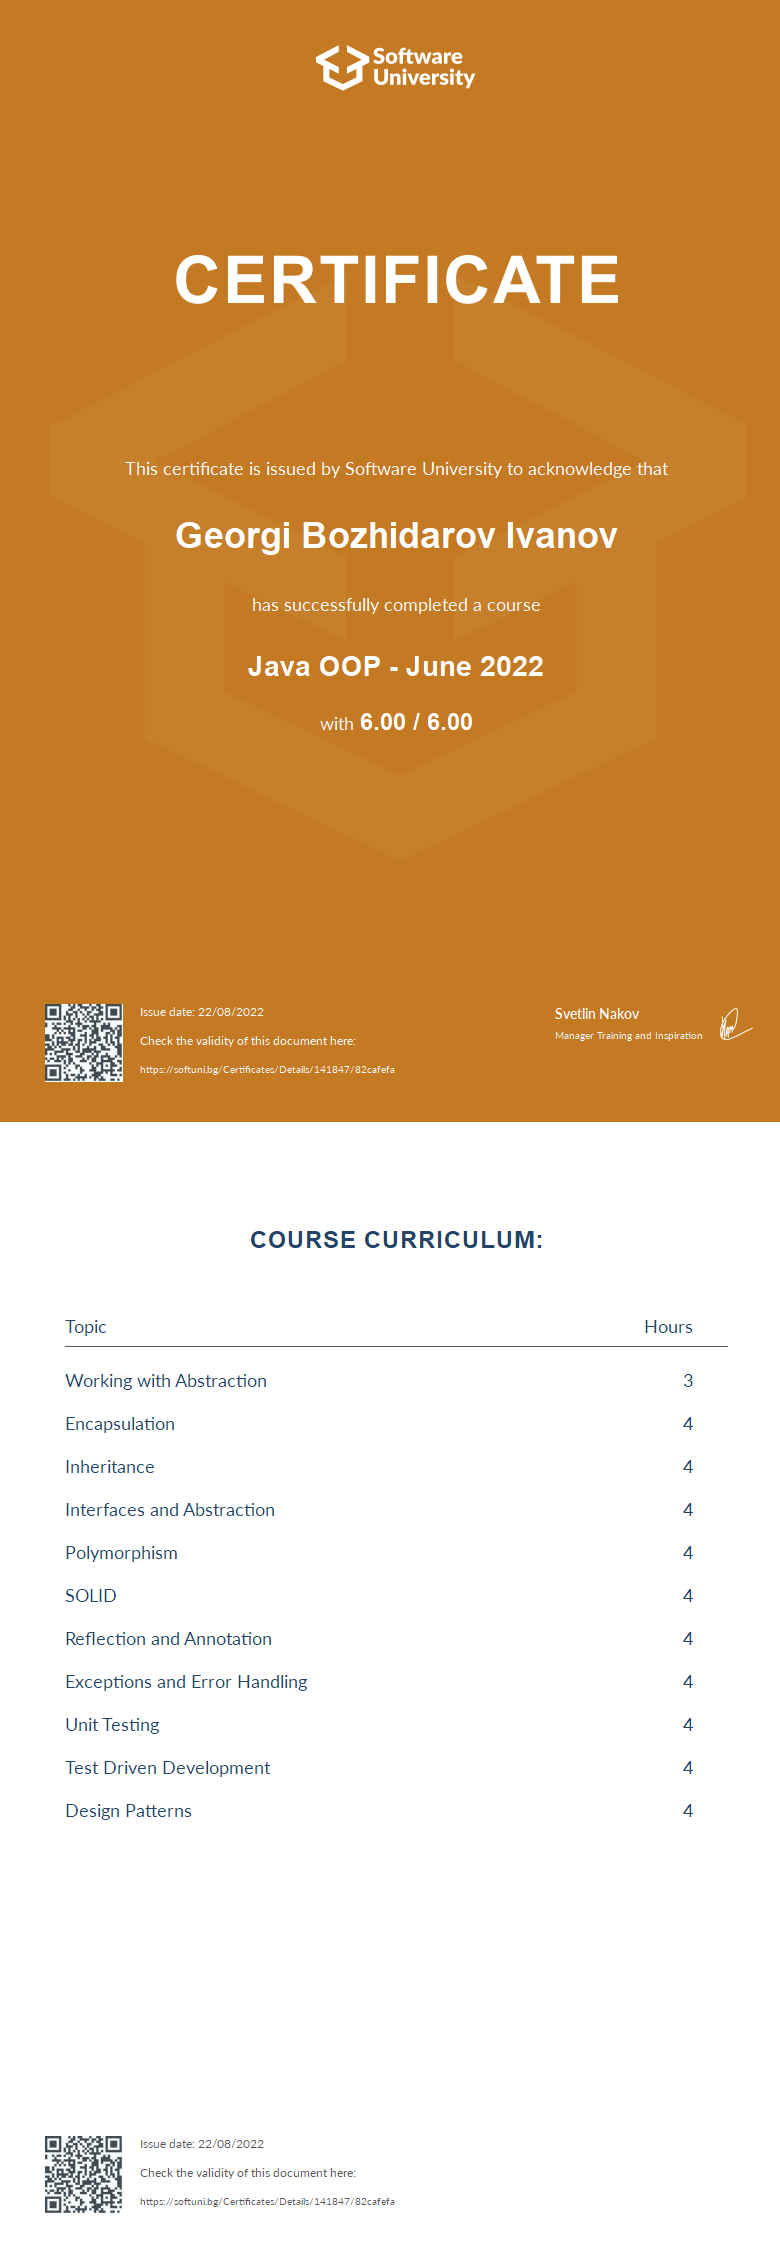 Software
University
CERTIFICATE
This certificate is issued by Software University to acknowledge that
Georgi Bozhidarov Ivanov
has successfully completed a course
Java OOP - June 2022
with 6.00 / 6.00
Issue date: 22/08/2022
Check the validity of this document here:
https://softuni.bg/Certificates/Details/141847/82cafefa
Svetlin Nakov
Manager Training and Inspiration
COURSE CURRICULUM:
Topic Hours
Working with Abstraction 3
Encapsulation 4
Inheritance 4
Interfaces and Abstraction 4
Polymorphism 4
SOLID 4
Reflection and Annotation 4
Exceptions and Error Handling 4
Unit Testing 4
Test Driven Development 4
Design Patterns 4
Issue date: 22/08/2022
Check the validity of this document here:
https://softuni.bg/Certificates/Details/141847/82cafefa